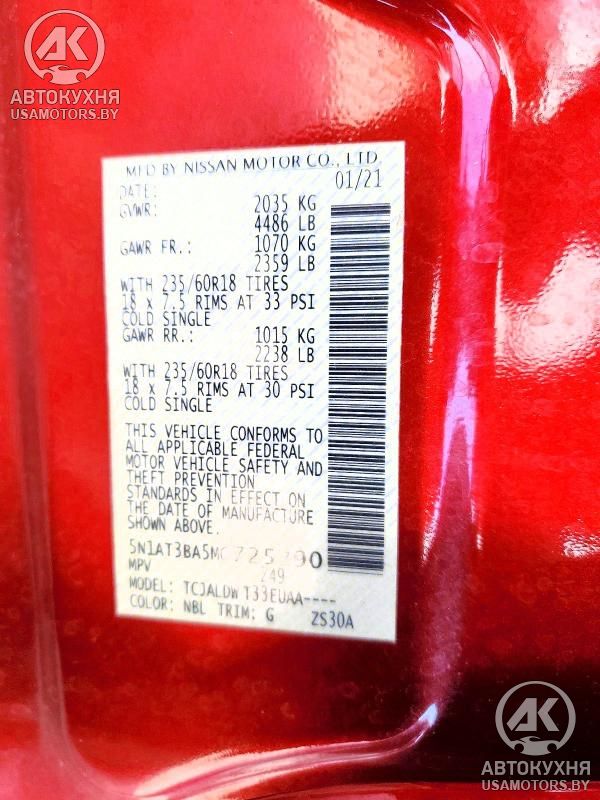 АК
АВТОКУХНЯ
USAMOTORS.BY
MFD BY NISSAN MOTOR CO., LTD
DATE: 01/21
GVWR: 2035 KG
4486 LB
GAWR FR.: 1070 KG
2359 LB
WITH 235/60R18 TIRES
18 x 7.5 RIMS AT 33 PSI
COLD SINGLE
GAWR RR.: 1015 KG
2238 LB
WITH 235/60R18 TIRES
18 x 7.5 RIMS AT 30 PSI
COLD SINGLE
THIS VEHICLE CONFORMS TO
ALL APPLICABLE FEDERAL
MOTOR VEHICLE SAFETY AND
THEFT PREVENTION
STANDARDS IN EFFECT ON
THE DATE OF MANUFACTURE
SHOWN ABOVE.
MPV Z49
MODEL:
COLOR: NBL TRIM: G ZS30A
АК
АВТОКУХНЯ
USAMOTORS.BY